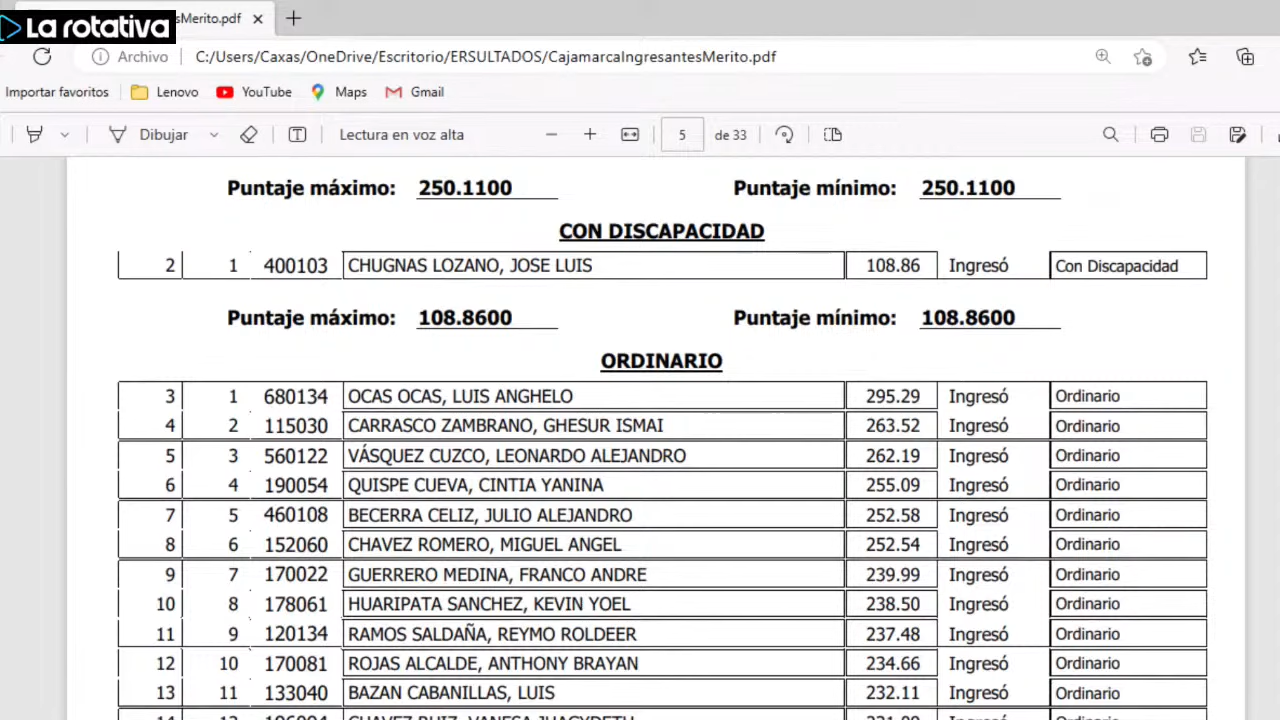 La rotativa
sMerito.pdf
Archivo C:/Users/Caxas/OneDrive/Escritorio/ERSULTADOS/CajamarcaIngresantesMerito.pdf
Importar favoritos Lenovo YouTube Maps Gmail
Dibujar Lectura en voz alta 5 de 33
Puntaje máximo: 250.1100 Puntaje mínimo: 250.1100
CON DISCAPACIDAD
2 1 400103 CHUGNAS LOZANO, JOSE LUIS 108.86 Ingresó Con Discapacidad
Puntaje máximo: 108.8600 Puntaje mínimo: 108.8600
ORDINARIO
3 1 680134 OCAS OCAS, LUIS ANGHELO 295.29 Ingresó Ordinario
4 2 115030 CARRASCO ZAMBRANO, GHESUR ISMAI 263.52 Ingresó Ordinario
5 3 560122 VÁSQUEZ CUZCO, LEONARDO ALEJANDRO 262.19 Ingresó Ordinario
6 4 190054 QUISPE CUEVA, CINTIA YANINA 255.09 Ingresó Ordinario
7 5 460108 BECERRA CELIZ, JULIO ALEJANDRO 252.58 Ingresó Ordinario
8 6 152060 CHAVEZ ROMERO, MIGUEL ANGEL 252.54 Ingresó Ordinario
9 7 170022 GUERRERO MEDINA, FRANCO ANDRE 239.99 Ingresó Ordinario
10 8 178061 HUARIPATA SANCHEZ, KEVIN YOEL 238.50 Ingresó Ordinario
11 9 120134 RAMOS SALDAÑA, REYMO ROLDEER 237.48 Ingresó Ordinario
12 10 170081 ROJAS ALCALDE, ANTHONY BRAYAN 234.66 Ingresó Ordinario
13 11 133040 BAZAN CABANILLAS, LUIS 232.11 Ingresó Ordinario